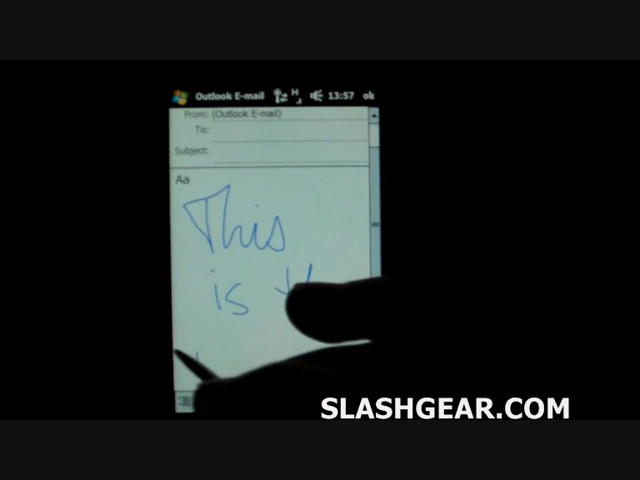 Outlook E-mail H 13:57 ok
From: (Outlook E-mail)
To:
Subject:
Aa
This
is
SLASHGEAR.COM